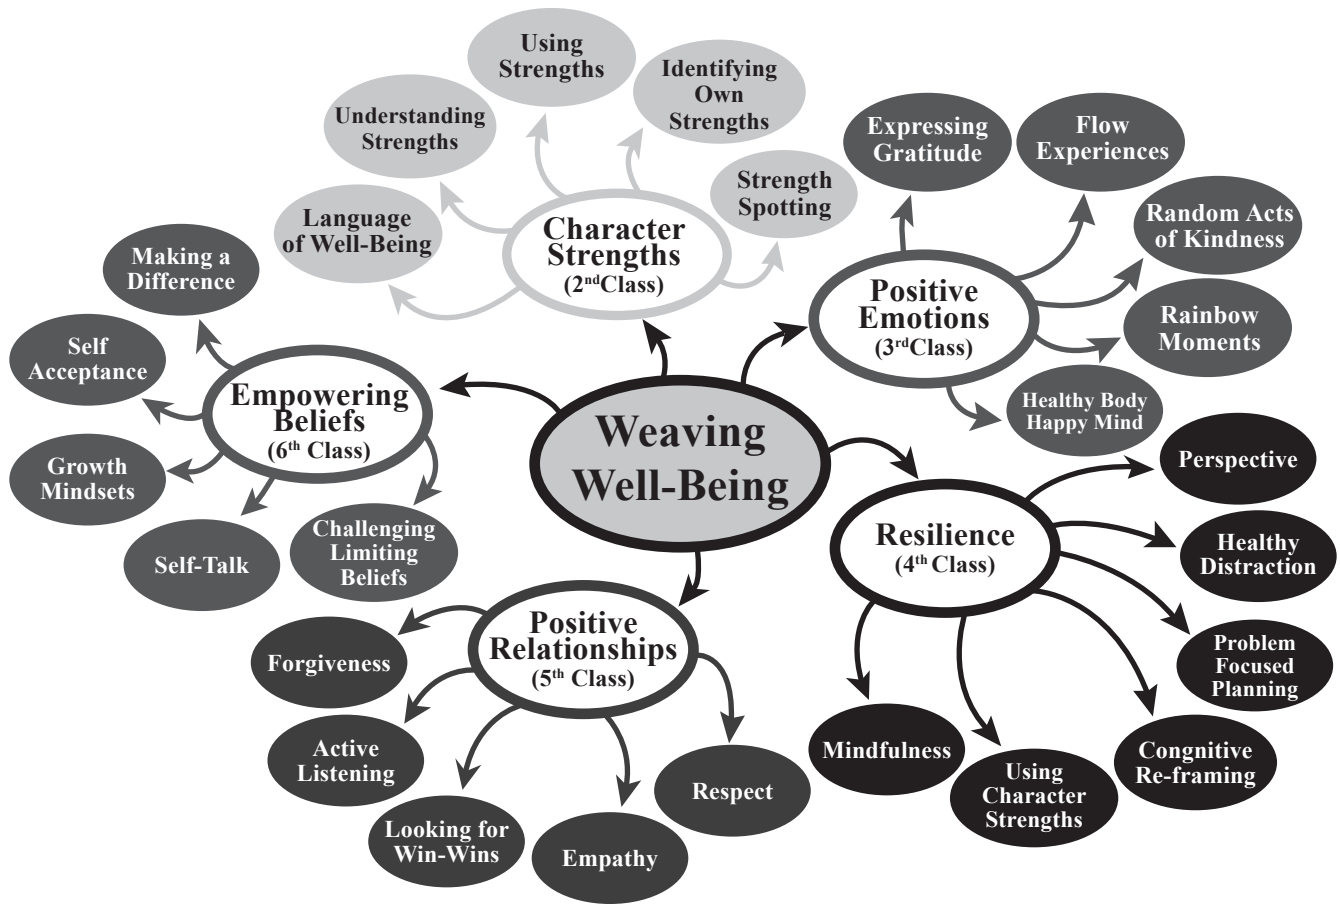 Weaving
Well-Being
Character
Strengths
(2nd Class)
Language
of Well-Being
Understanding
Strengths
Using
Strengths
Identifying
Own
Strengths
Strength
Spotting
Positive
Emotions
(3rd Class)
Expressing
Gratitude
Flow
Experiences
Random Acts
of Kindness
Rainbow
Moments
Healthy Body
Happy Mind
Resilience
(4th Class)
Perspective
Healthy
Distraction
Problem
Focused
Planning
Congnitive
Re-framing
Using
Character
Strengths
Mindfulness
Positive
Relationships
(5th Class)
Respect
Empathy
Looking for
Win-Wins
Active
Listening
Forgiveness
Empowering
Beliefs
(6th Class)
Challenging
Limiting
Beliefs
Self-Talk
Growth
Mindsets
Self
Acceptance
Making a
Difference